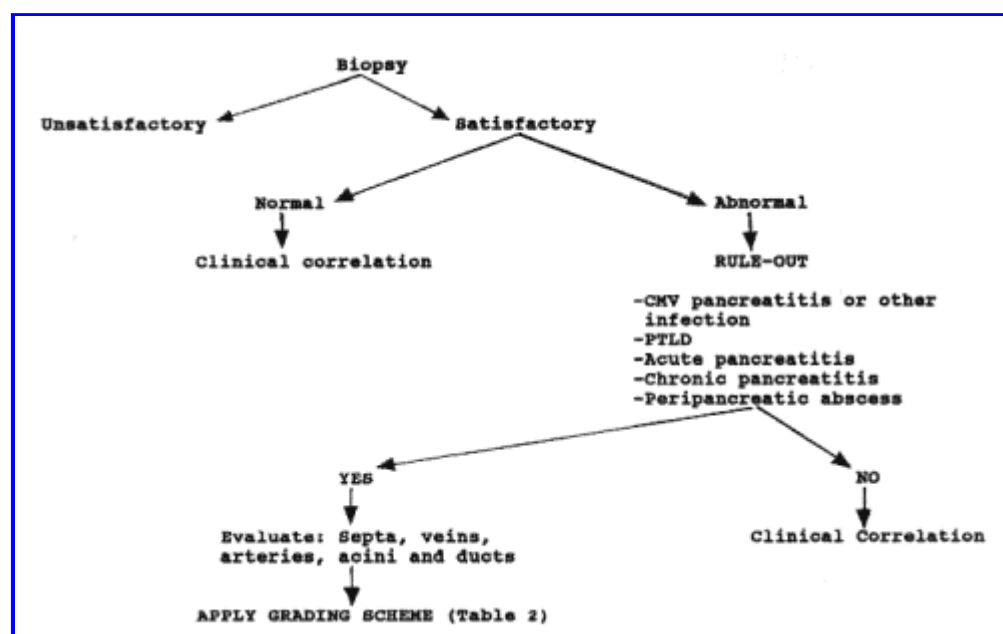 Biopsy
Unsatisfactory
Satisfactory
Normal
Abnormal
Clinical correlation
RULE-OUT
-CMV pancreatitis or other
infection
-PTLD
-Acute pancreatitis
-Chronic pancreatitis
-Peripancreatic abscess
YES
NO
Evaluate: Septa, veins,
arteries, acini and ducts
Clinical Correlation
APPLY GRADING SCHEME (Table 2)